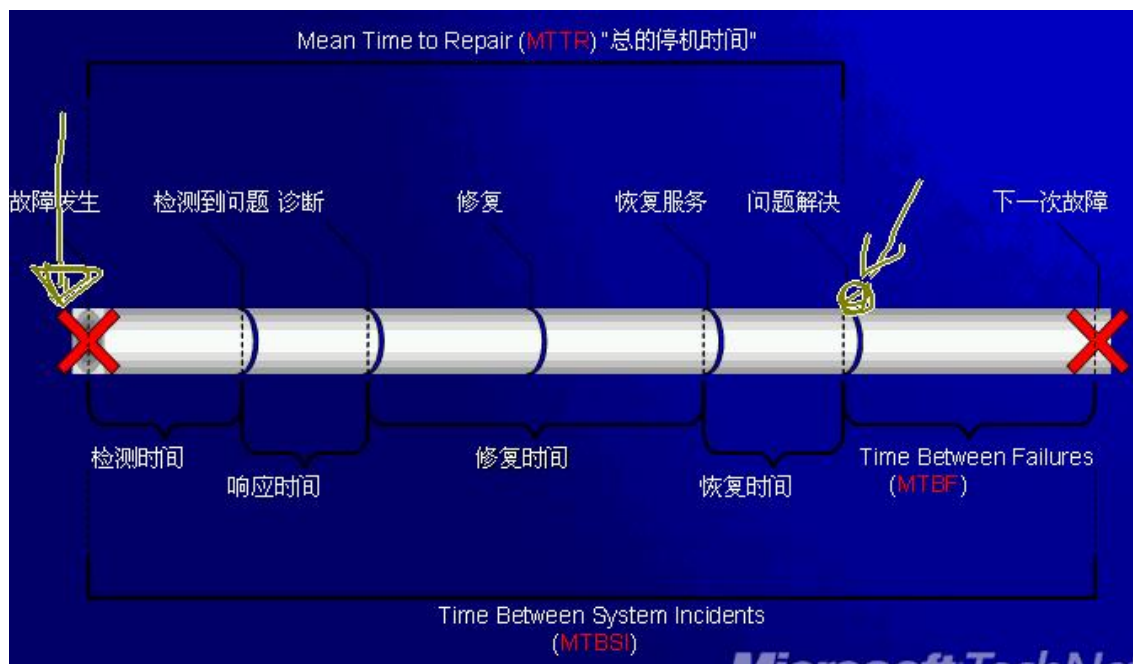 Mean Time to Repair (MTTR) "总的停机时间"
故障发生 检测到问题 诊断 修复 恢复服务 问题解决 下一次故障
检测时间
响应时间
修复时间
恢复时间
Time Between Failures
(MTBF)
Time Between System Incidents
(MTBSI)
Microsoft